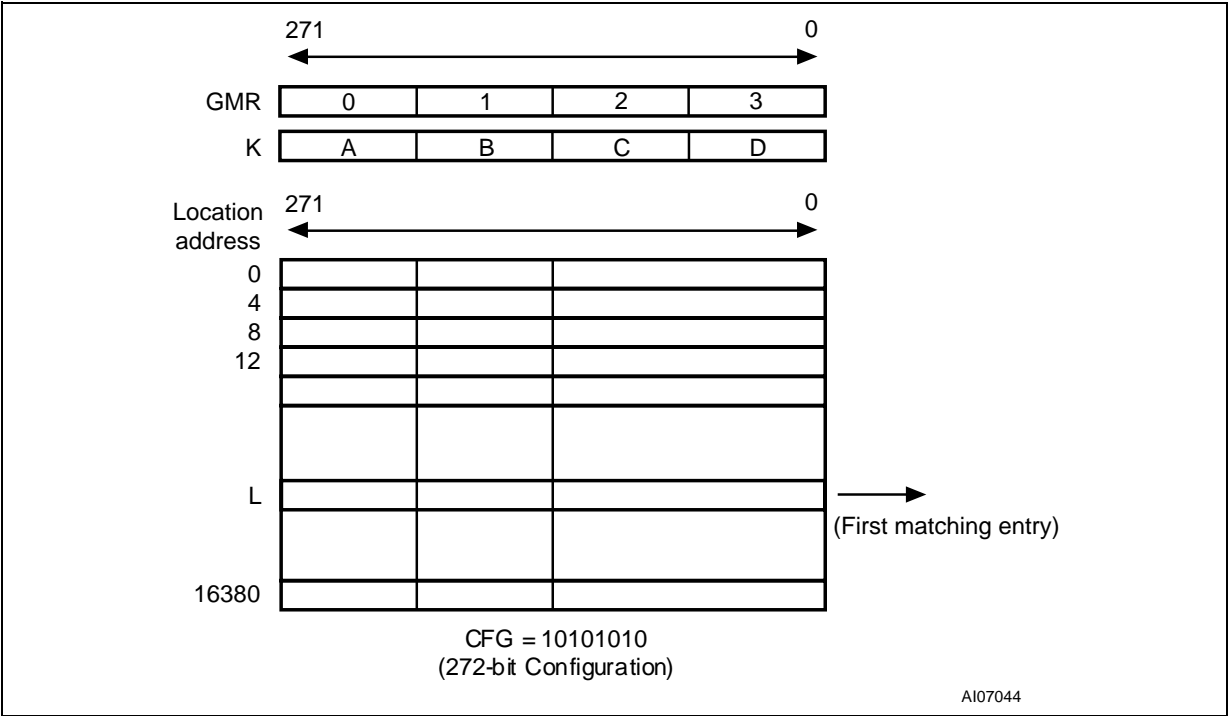 271 0
GMR 0 1 2 3
K A B C D
271 0
Location
address
0
4
8
12
L
(First matching entry)
16380
CFG = 10101010
(272-bit Configuration)
AI07044